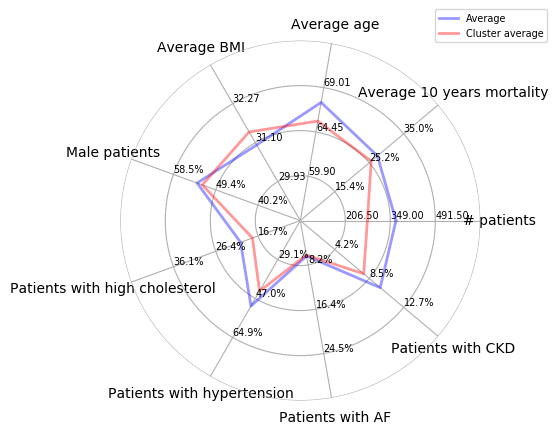 Average
Cluster average
Average age
Average BMI
69.01
Average 10 years mortality
32.27
35.0%
64.45
31.10
Male patients
25.2%
58.5%
59.90
29.93
49.4%
15.4%
40.2%
206.50
349.00
491.50
# patients
16.7%
4.2%
26.4%
29.1%
8.2%
36.1%
8.5%
Patients with high cholesterol
47.0%
16.4%
12.7%
64.9%
24.5%
Patients with CKD
Patients with hypertension
Patients with AF